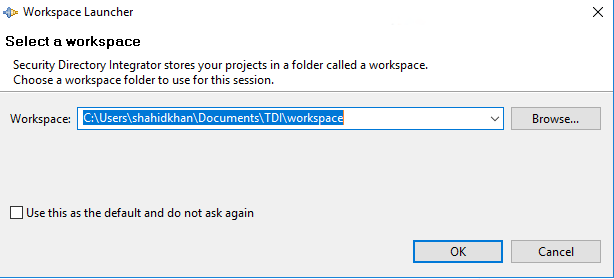 Workspace Launcher
Select a workspace
Security Directory Integrator stores your projects in a folder called a workspace.
Choose a workspace folder to use for this session.
Workspace: C:\Users\shahidkhan\Documents\TDI\workspace Browse...
Use this as the default and do not ask again
OK Cancel